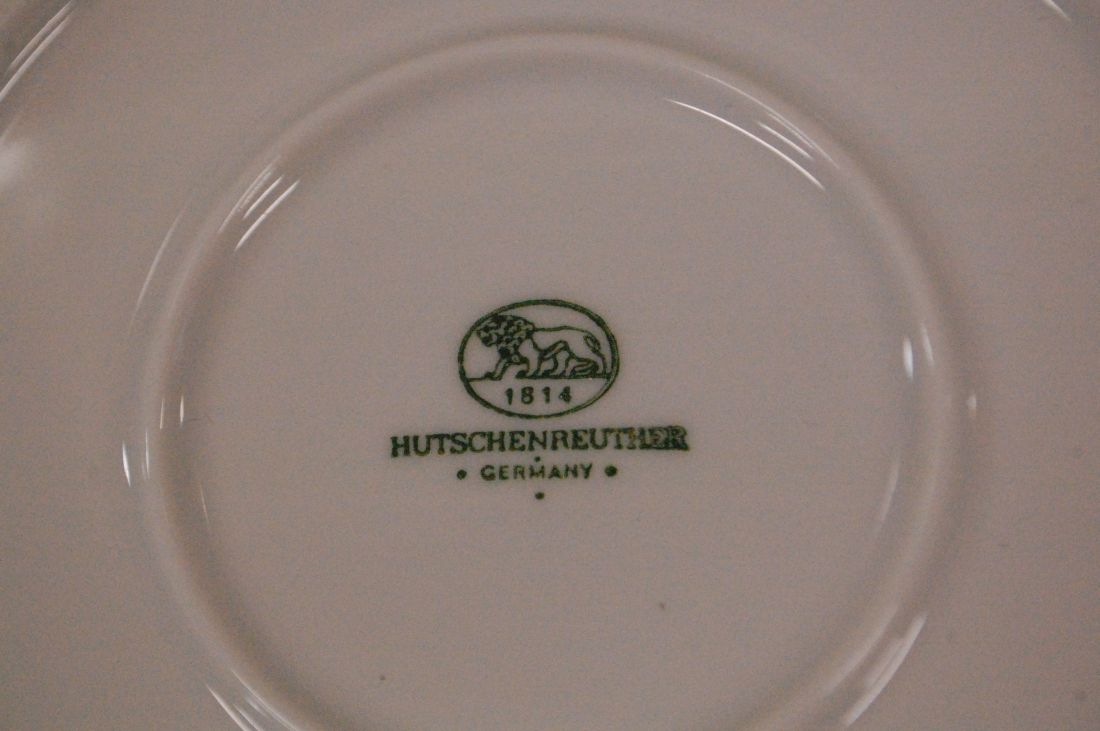 1814
HUTSCHENREUTHER
• GERMANY •